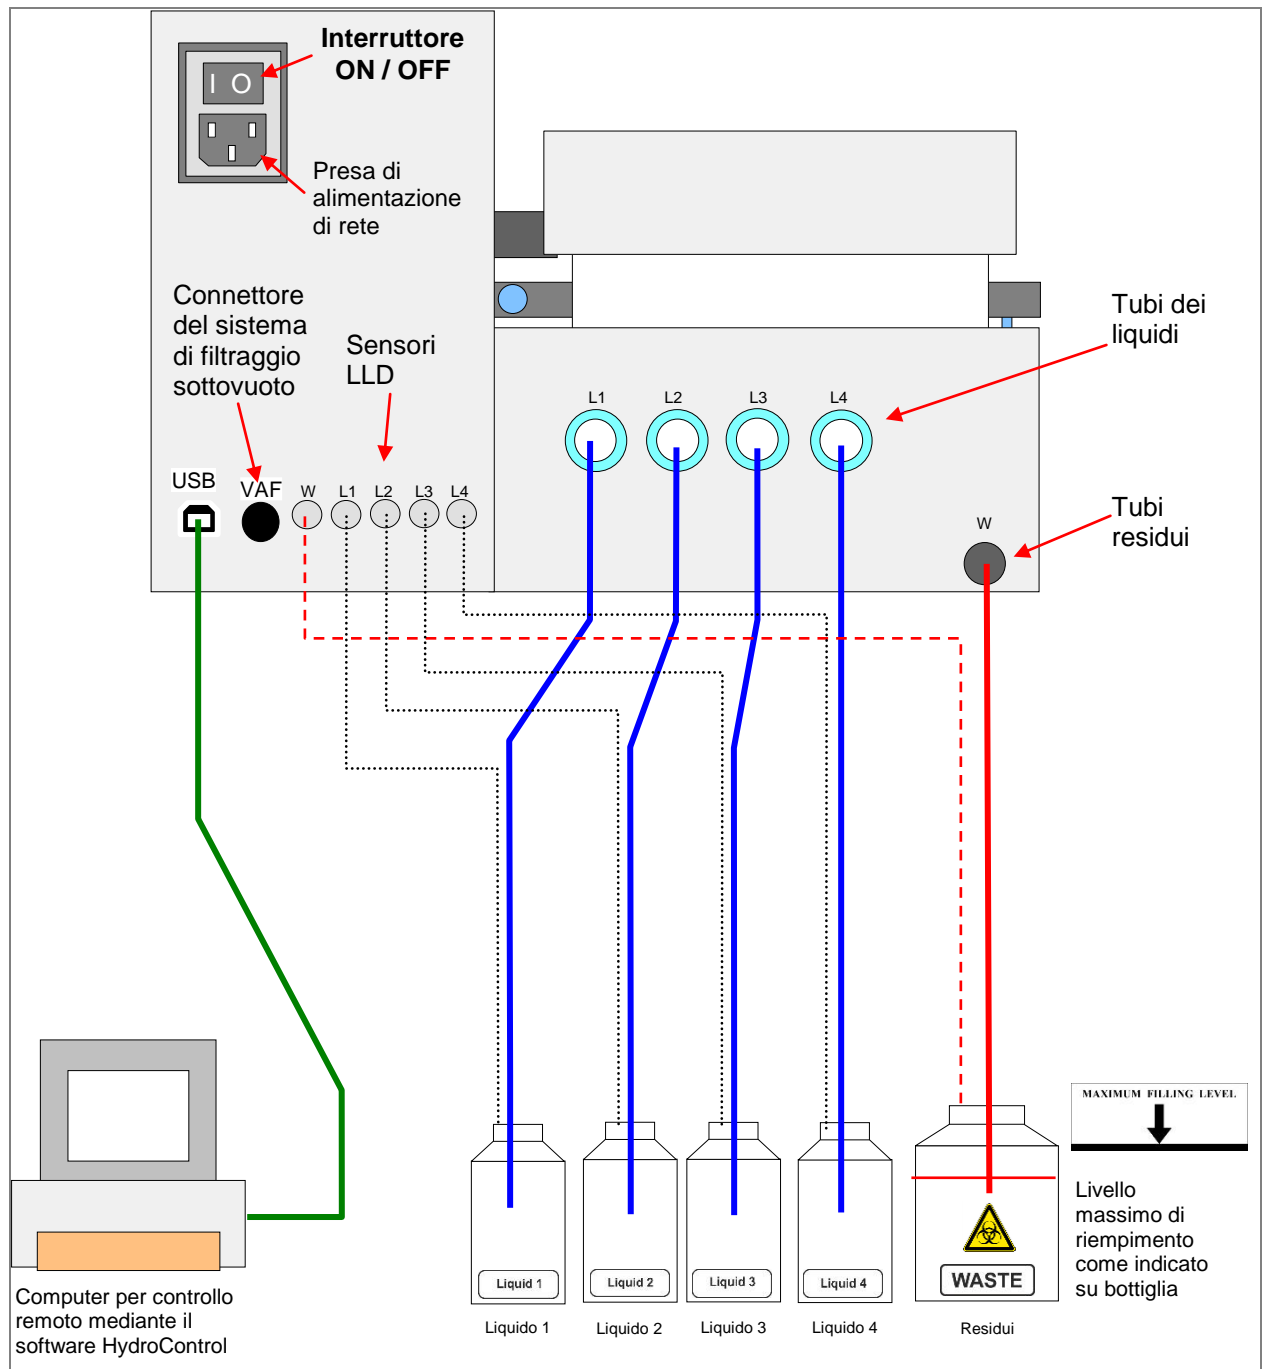 Interruttore
ON / OFF
I O
Presa di
alimentazione
di rete
Connettore
del sistema
di filtraggio
sottovuoto
Sensori
LLD
Tubi dei
liquidi
L1 L2 L3 L4
USB VAF W L1 L2 L3 L4
Tubi
residui
W
MAXIMUM FILLING LEVEL
Livello
massimo di
riempimento
come indicato
su bottiglia
Liquid 1
Liquid 2
Liquid 3
Liquid 4
WASTE
Computer per controllo
remoto mediante il
software HydroControl
Liquido 1
Liquido 2
Liquido 3
Liquido 4
Residui